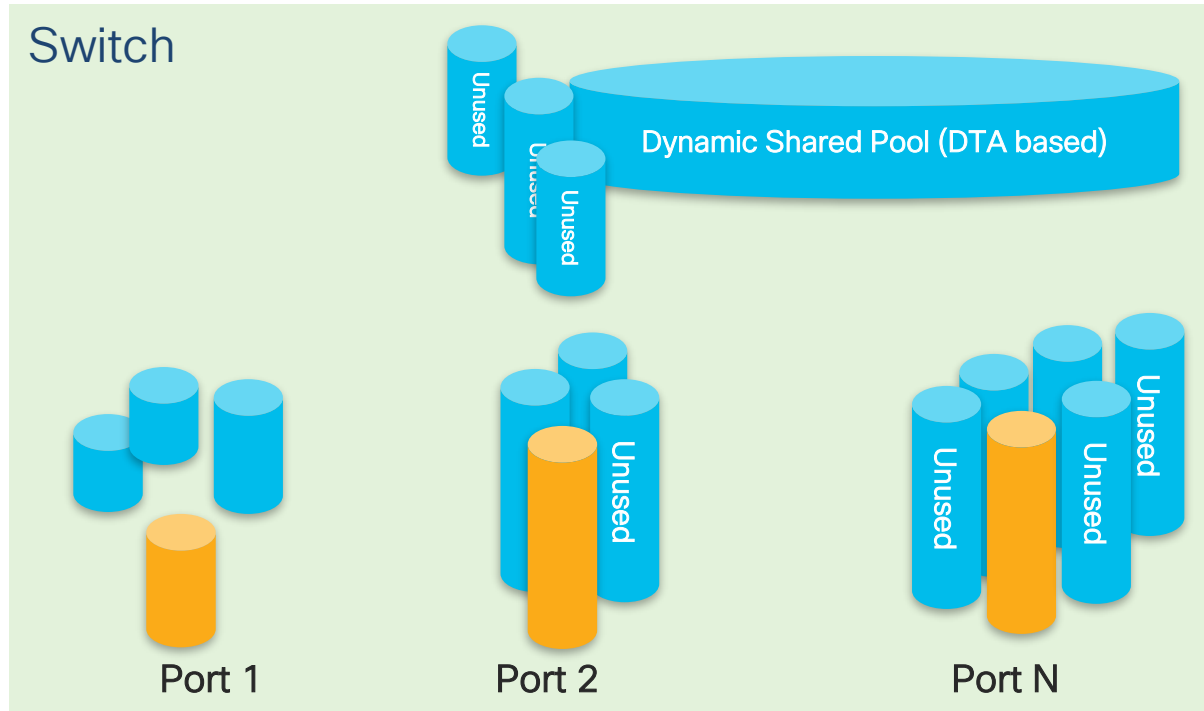 Switch
Unused
Unused
Unused
Dynamic Shared Pool (DTA based)
Unused
Unused
Unused
Unused
Port 1
Port 2
Port N